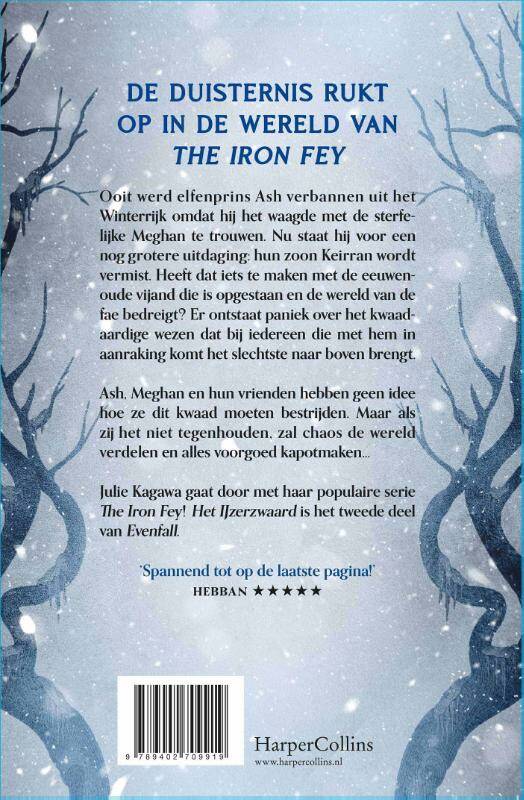 DE DUISTERNIS RUKT
OP IN DE WERELD VAN
THE IRON FEY
Ooit werd elfenprins Ash verbannen uit het
Winterrijk omdat hij het waagde met de sterfe-
lijke Meghan te trouwen. Nu staat hij voor een
nog grotere uitdaging: hun zoon Keirran wordt
vermist. Heeft dat iets te maken met de eeuwen-
oude vijand die is opgestaan en de wereld van de
fae bedreigt? Er ontstaat paniek over het kwaad-
aardige wezen dat bij iedereen die met hem in
aanraking komt het slechtste naar boven brengt.
Ash, Meghan en hun vrienden hebben geen idee
hoe ze dit kwaad moeten bestrijden. Maar als
zij het niet tegenhouden, zal chaos de wereld
verdelen en alles voorgoed kapotmaken...
Julie Kagawa gaat door met haar populaire serie
The Iron Fey! Het IJzerzwaard is het tweede deel
van Evenfall.
'Spannend tot op de laatste pagina!'
HEBBAN ★★★★★
9 789402 709919
HarperCollins
www.harpercollins.nl